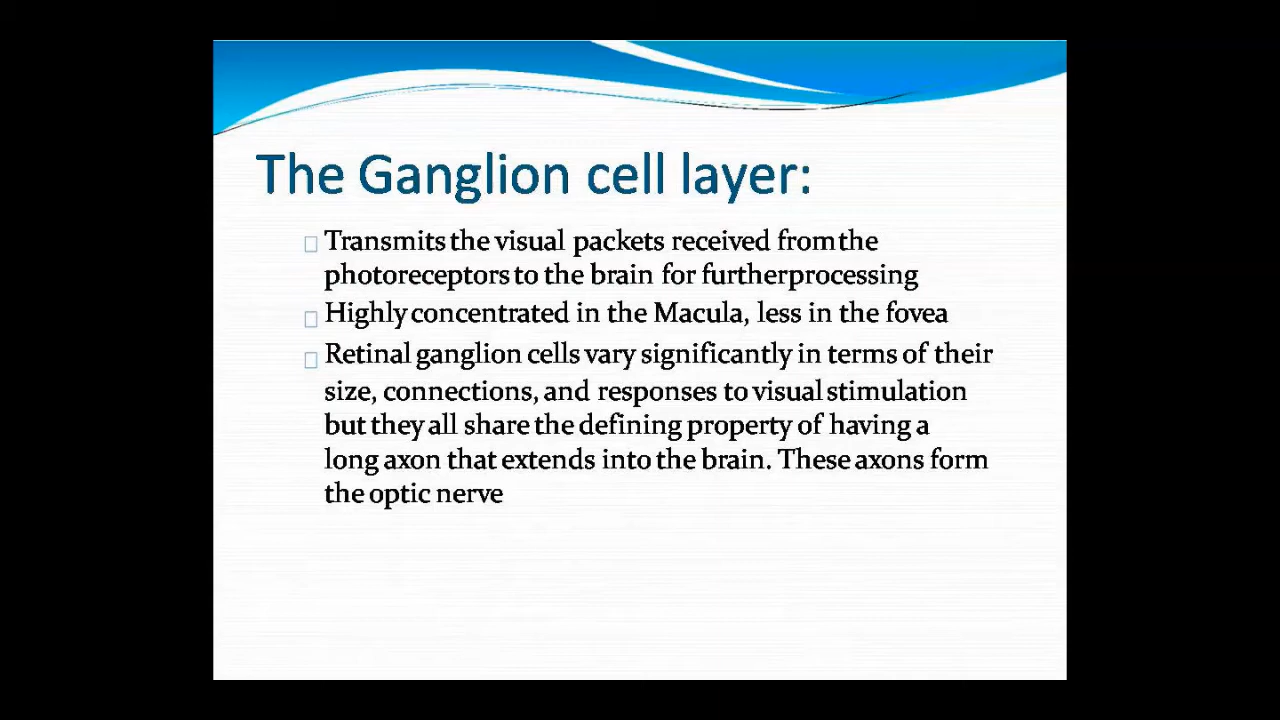 The Ganglion cell layer:
Transmits the visual packets received from the
photoreceptors to the brain for further processing
Highly concentrated in the Macula, less in the fovea
Retinal ganglion cells vary significantly in terms of their
size, connections, and responses to visual stimulation
but they all share the defining property of having a
long axon that extends into the brain. These axons form
the optic nerve